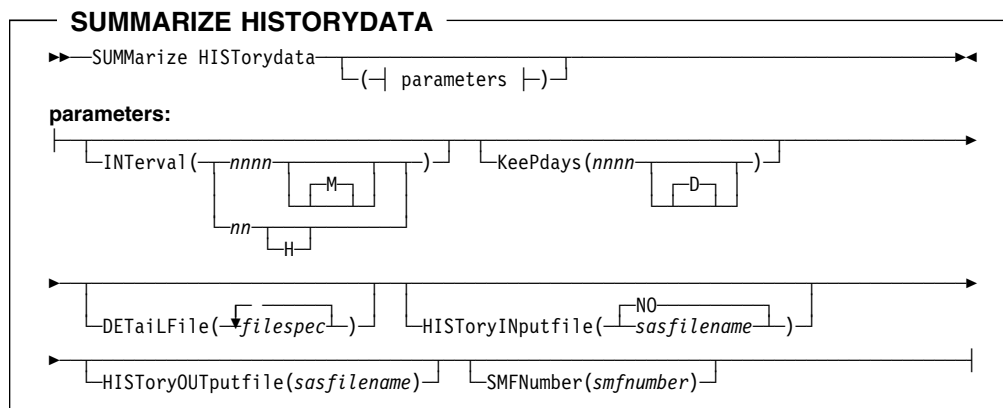 SUMMARIZE HISTORYDATA
SUMMarize HISTorydata
( parameters )
parameters:
INTerval( nnnn ) KeePdays(nnnn )
M D
nn
H
NO
DETaiLFile( filespec ) HISToryINputfile( sasfilename )
HISToryOUTputfile(sasfilename) SMFNumber(smfnumber)